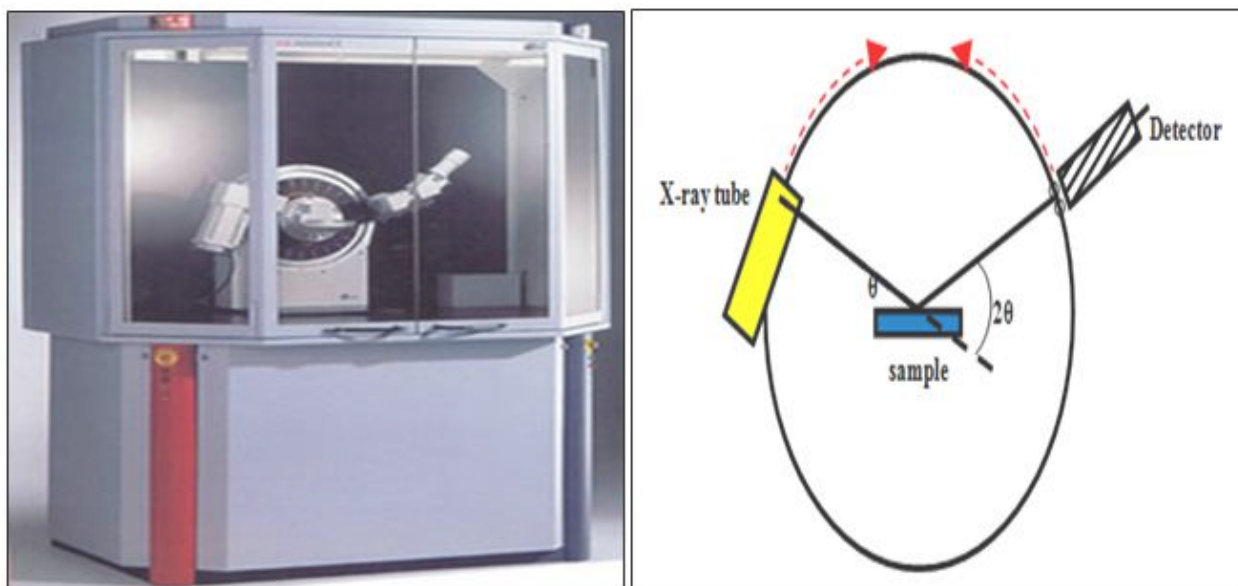 X-ray tube
Detector
θ
2θ
sample